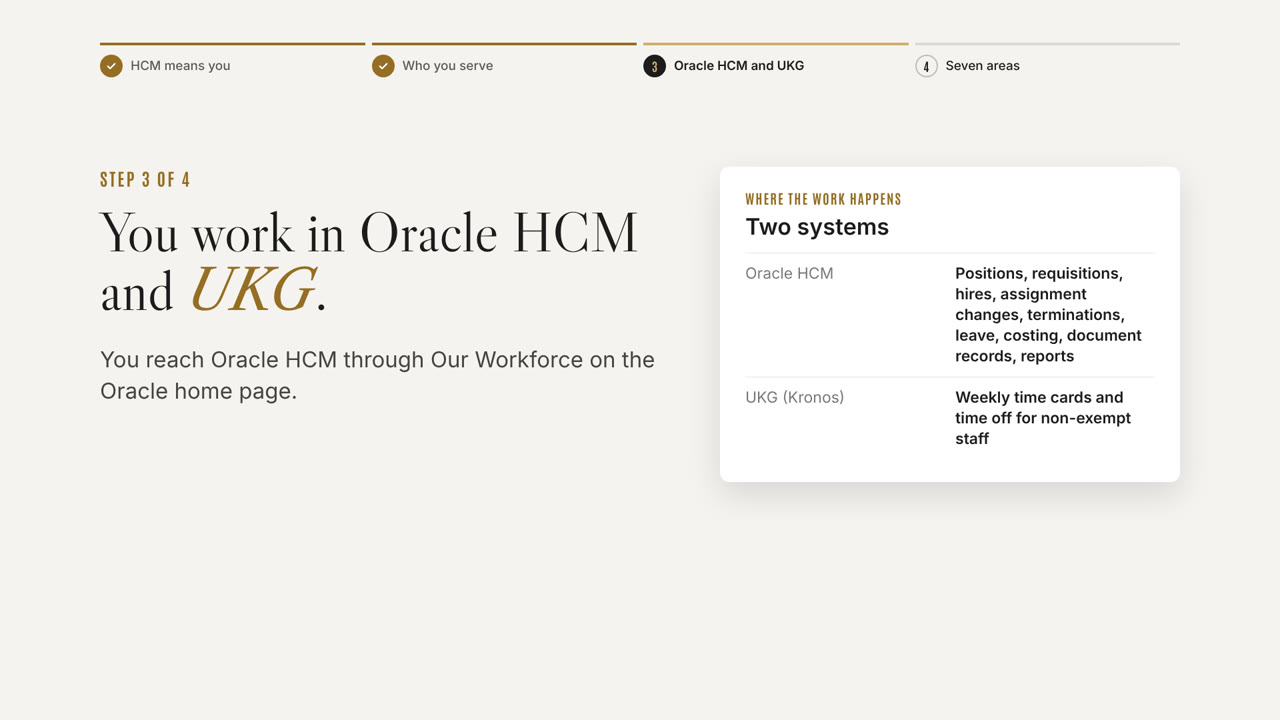 HCM means you
Who you serve
3 Oracle HCM and UKG
4 Seven areas
STEP 3 OF 4
You work in Oracle HCM
and UKG.
You reach Oracle HCM through Our Workforce on the
Oracle home page.
WHERE THE WORK HAPPENS
Two systems
Oracle HCM
Positions, requisitions,
hires, assignment
changes, terminations,
leave, costing, document
records, reports
UKG (Kronos)
Weekly time cards and
time off for non-exempt
staff